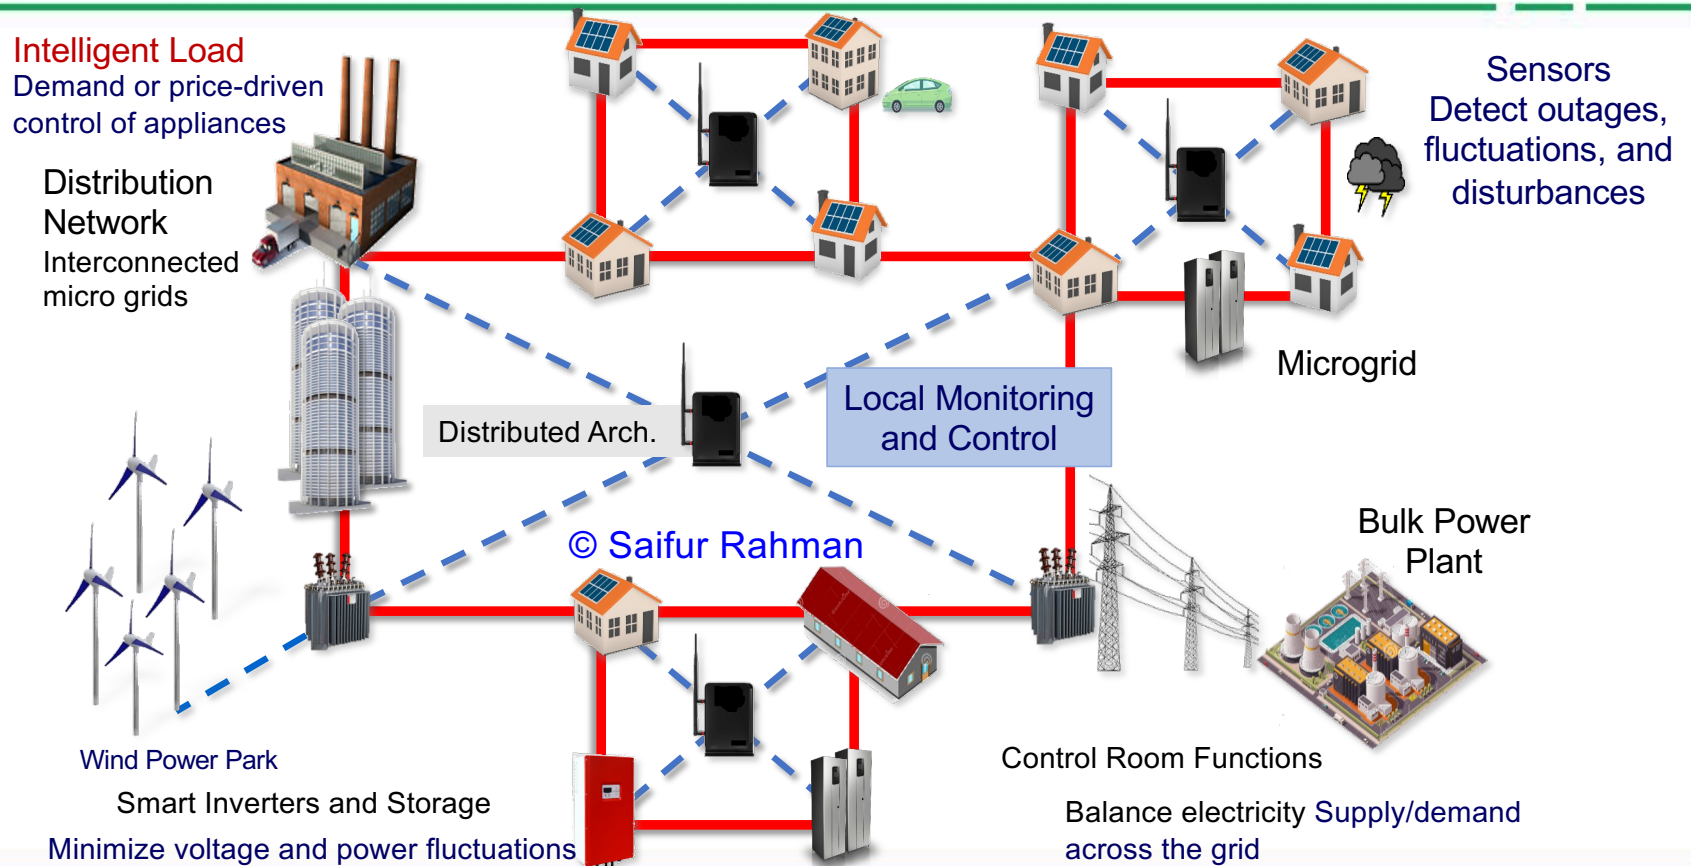 Intelligent Load
Demand or price-driven
control of appliances
Distribution
Network
Interconnected
micro grids
Sensors
Detect outages,
fluctuations, and
disturbances
Microgrid
Distributed Arch.
Local Monitoring
and Control
© Saifur Rahman
Bulk Power
Plant
Wind Power Park
Smart Inverters and Storage
Minimize voltage and power fluctuations
Control Room Functions
Balance electricity Supply/demand
across the grid